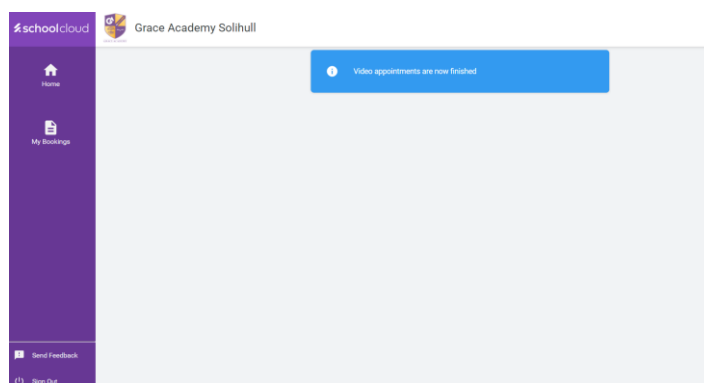 schoolcloud
Grace Academy Solihull
Video appointments are now finished
Home
My Bookings
Send Feedback
Sign Out